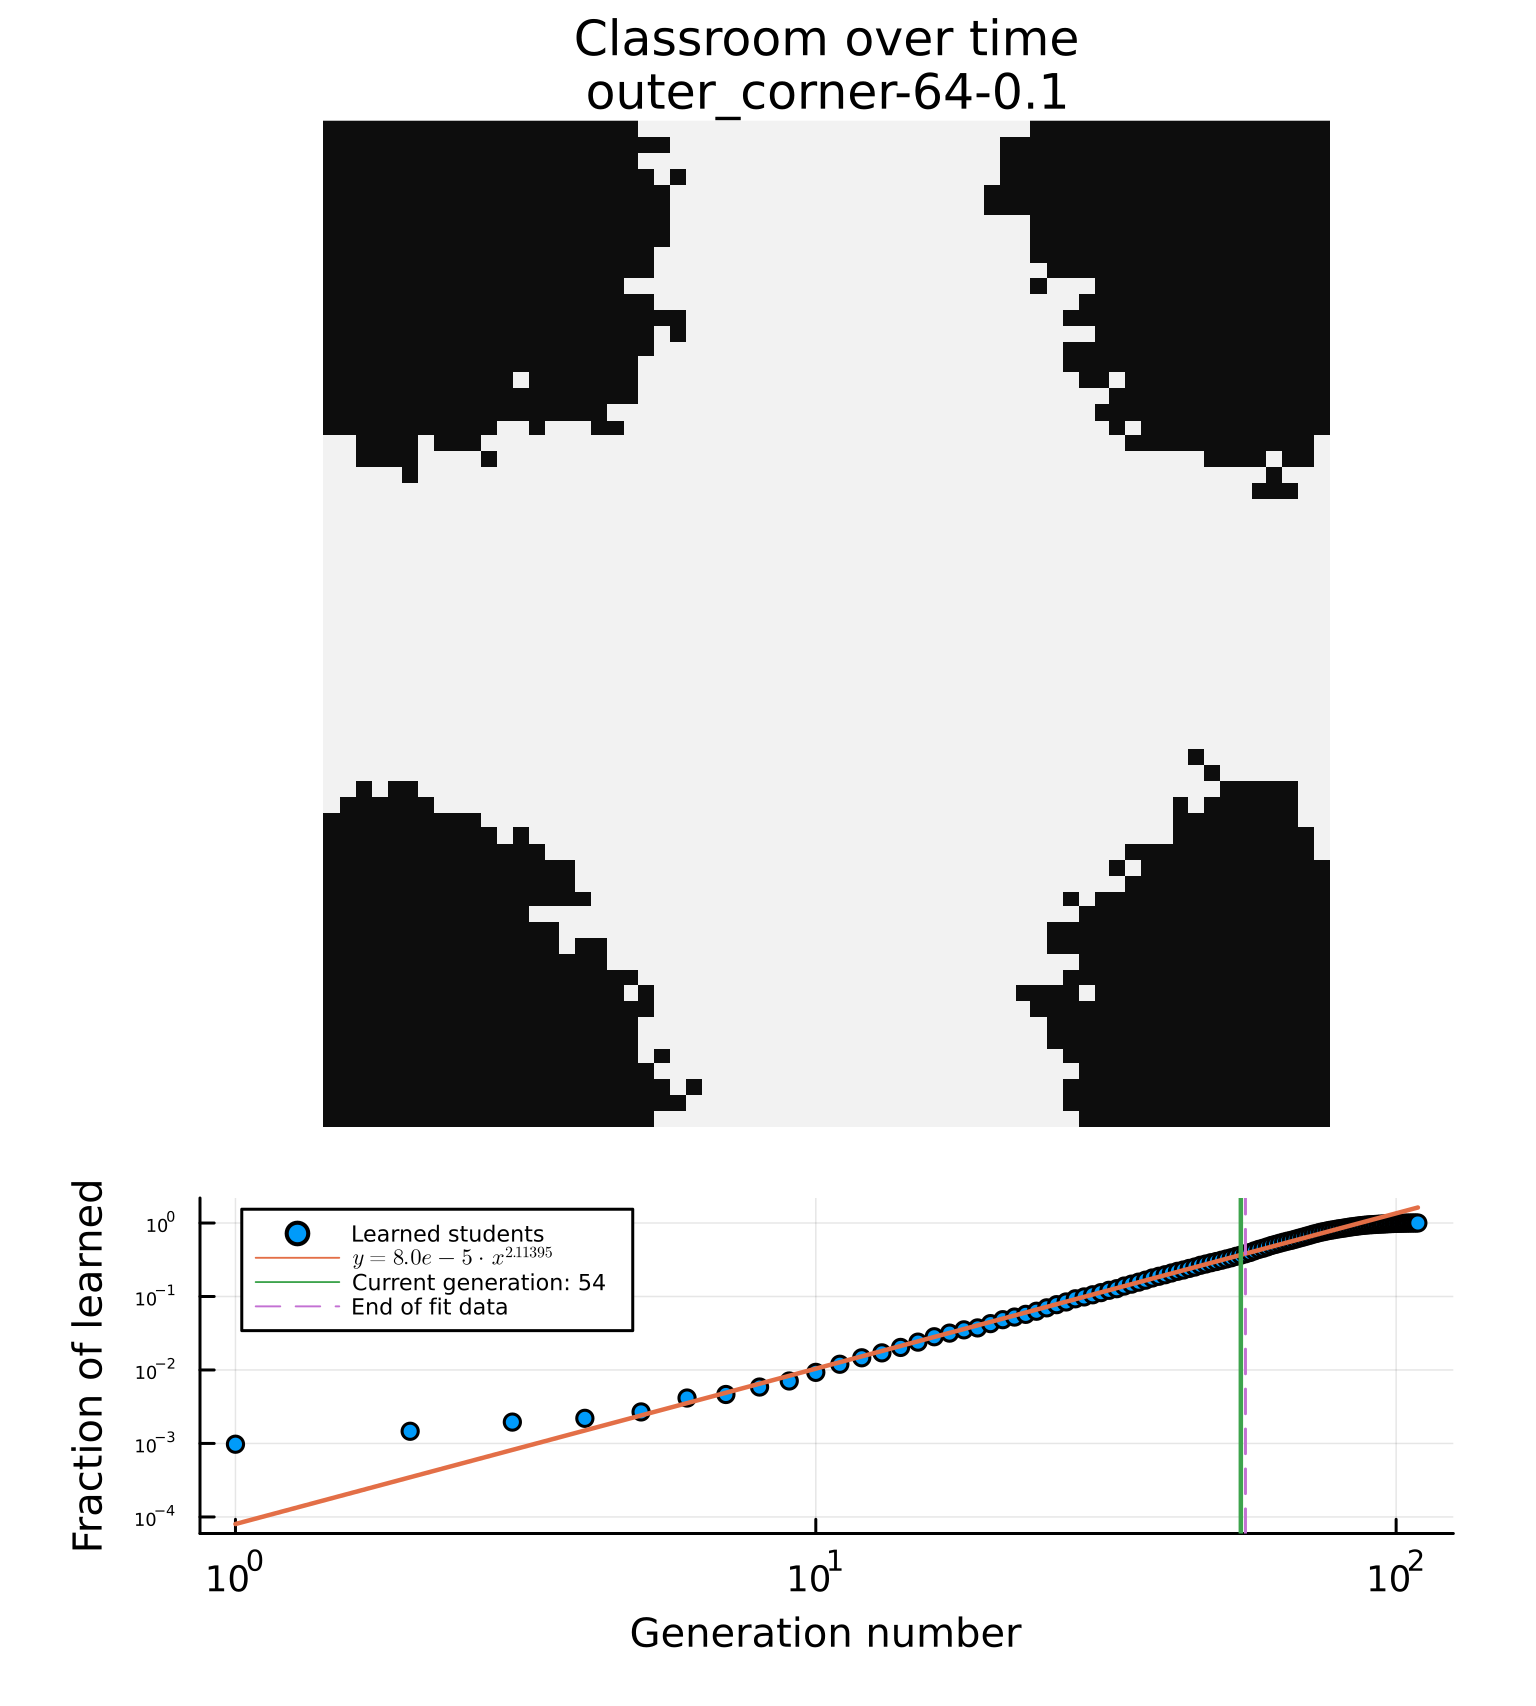 Classroom over time
outer_corner-64-0.1
Fraction of learned
10^0
10^-1
10^-2
10^-3
10^-4
Learned students
y = 8.0e − 5 · x^2.11395
Current generation: 54
End of fit data
10^0 10^1 10^2
Generation number